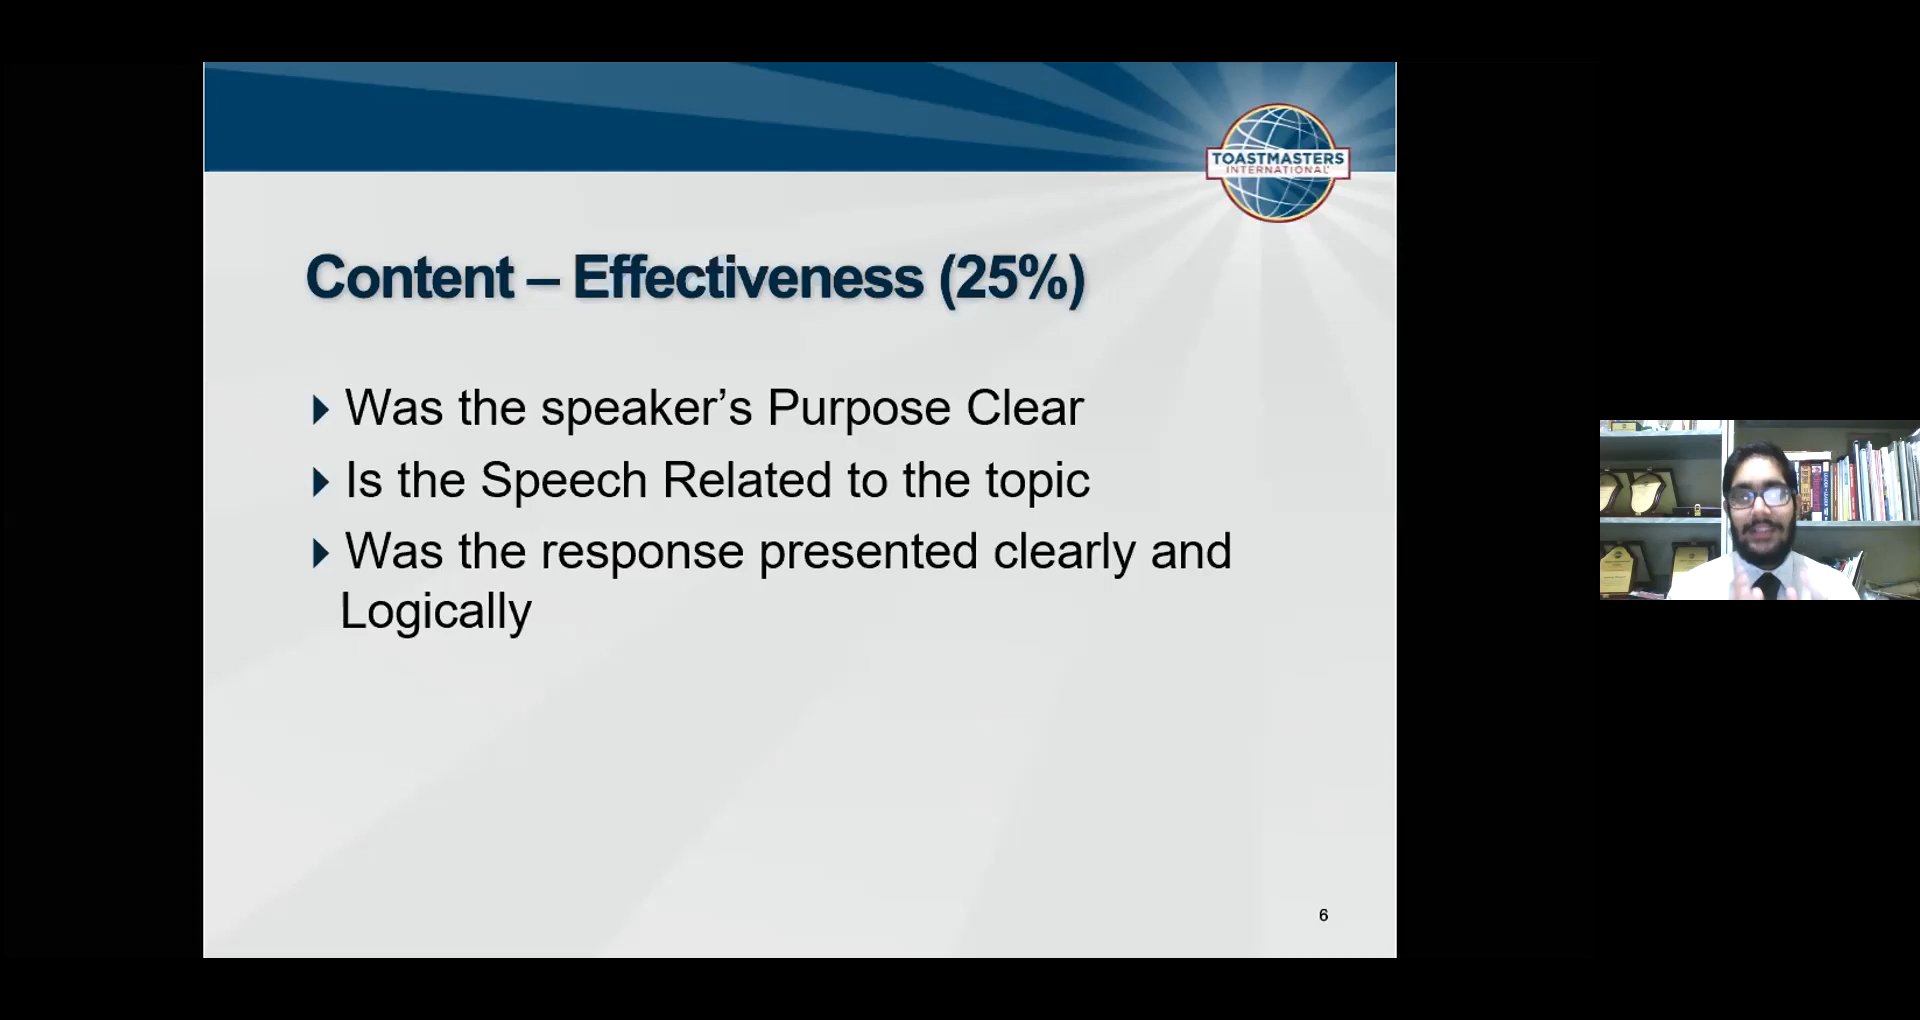 TOASTMASTERS
INTERNATIONAL
Content – Effectiveness (25%)
Was the speaker’s Purpose Clear
Is the Speech Related to the topic
Was the response presented clearly and
Logically
6